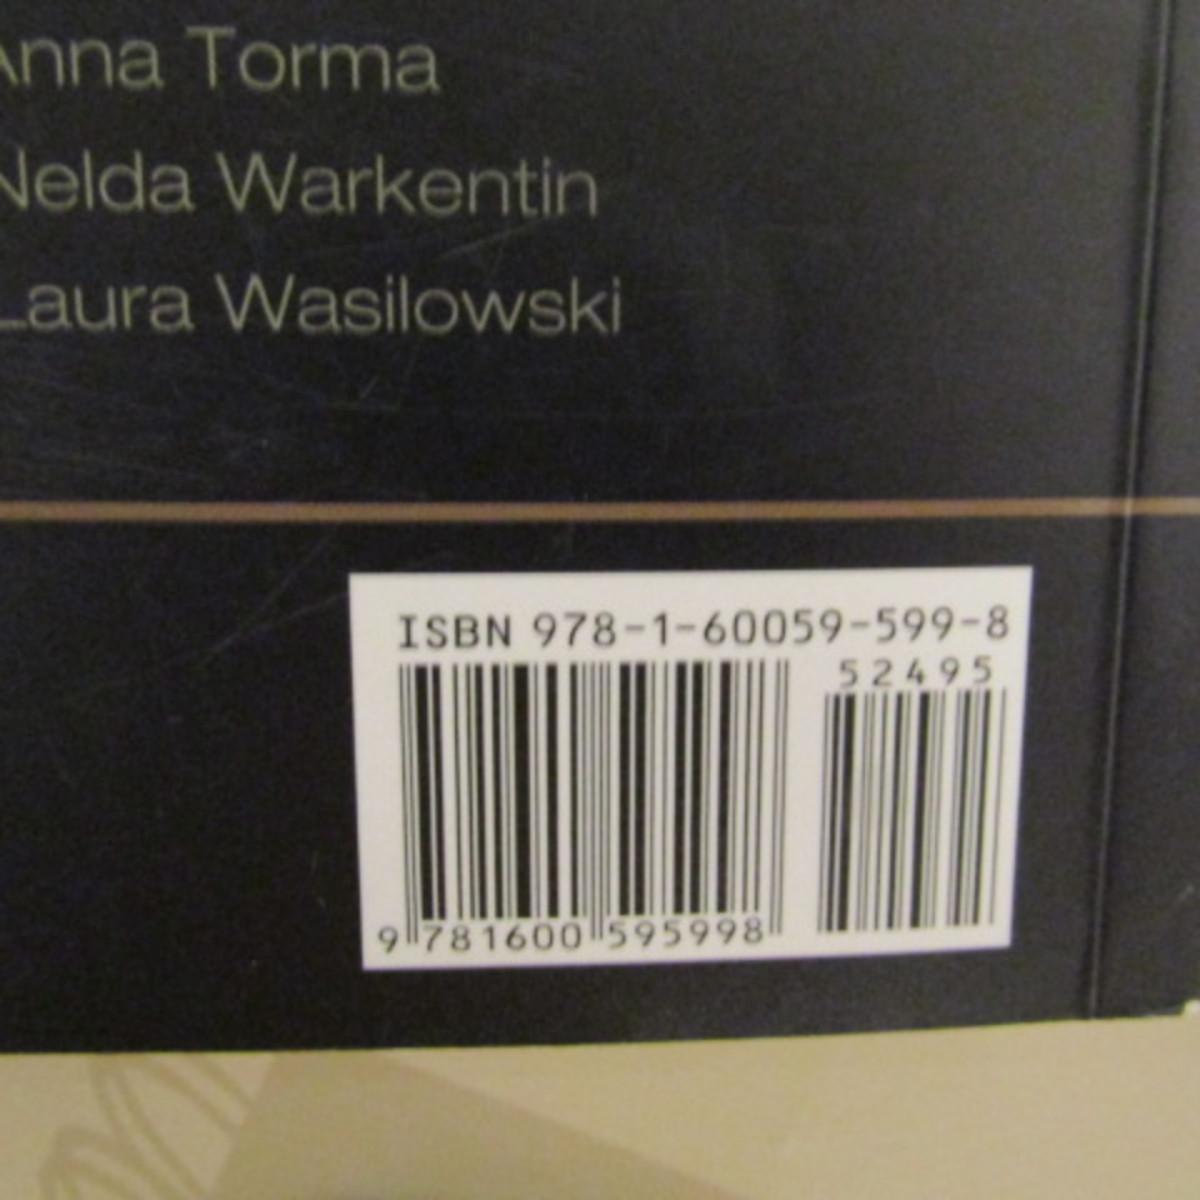 Anna Torma
Nelda Warkentin
Laura Wasilowski
ISBN 978-1-60059-599-8
52495
9 781600 595998